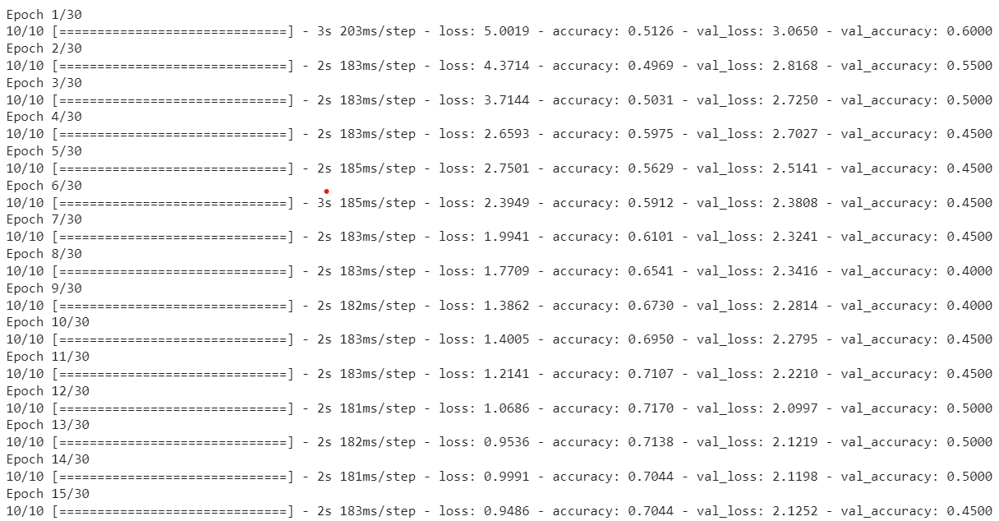 Epoch 1/30
10/10 [==============================] - 3s 203ms/step - loss: 5.0019 - accuracy: 0.5126 - val_loss: 3.0650 - val_accuracy: 0.6000
Epoch 2/30
10/10 [==============================] - 2s 183ms/step - loss: 4.3714 - accuracy: 0.4969 - val_loss: 2.8168 - val_accuracy: 0.5500
Epoch 3/30
10/10 [==============================] - 2s 183ms/step - loss: 3.7144 - accuracy: 0.5031 - val_loss: 2.7250 - val_accuracy: 0.5000
Epoch 4/30
10/10 [==============================] - 2s 183ms/step - loss: 2.6593 - accuracy: 0.5975 - val_loss: 2.7027 - val_accuracy: 0.4500
Epoch 5/30
10/10 [==============================] - 2s 185ms/step - loss: 2.7501 - accuracy: 0.5629 - val_loss: 2.5141 - val_accuracy: 0.4500
Epoch 6/30
10/10 [==============================] - 3s 185ms/step - loss: 2.3949 - accuracy: 0.5912 - val_loss: 2.3808 - val_accuracy: 0.4500
Epoch 7/30
10/10 [==============================] - 2s 183ms/step - loss: 1.9941 - accuracy: 0.6101 - val_loss: 2.3241 - val_accuracy: 0.4500
Epoch 8/30
10/10 [==============================] - 2s 183ms/step - loss: 1.7709 - accuracy: 0.6541 - val_loss: 2.3416 - val_accuracy: 0.4000
Epoch 9/30
10/10 [==============================] - 2s 182ms/step - loss: 1.3862 - accuracy: 0.6730 - val_loss: 2.2814 - val_accuracy: 0.4000
Epoch 10/30
10/10 [==============================] - 2s 183ms/step - loss: 1.4005 - accuracy: 0.6950 - val_loss: 2.2795 - val_accuracy: 0.4500
Epoch 11/30
10/10 [==============================] - 2s 183ms/step - loss: 1.2141 - accuracy: 0.7107 - val_loss: 2.2210 - val_accuracy: 0.4500
Epoch 12/30
10/10 [==============================] - 2s 181ms/step - loss: 1.0686 - accuracy: 0.7170 - val_loss: 2.0997 - val_accuracy: 0.5000
Epoch 13/30
10/10 [==============================] - 2s 182ms/step - loss: 0.9536 - accuracy: 0.7138 - val_loss: 2.1219 - val_accuracy: 0.5000
Epoch 14/30
10/10 [==============================] - 2s 181ms/step - loss: 0.9991 - accuracy: 0.7044 - val_loss: 2.1198 - val_accuracy: 0.5000
Epoch 15/30
10/10 [==============================] - 2s 183ms/step - loss: 0.9486 - accuracy: 0.7044 - val_loss: 2.1252 - val_accuracy: 0.4500